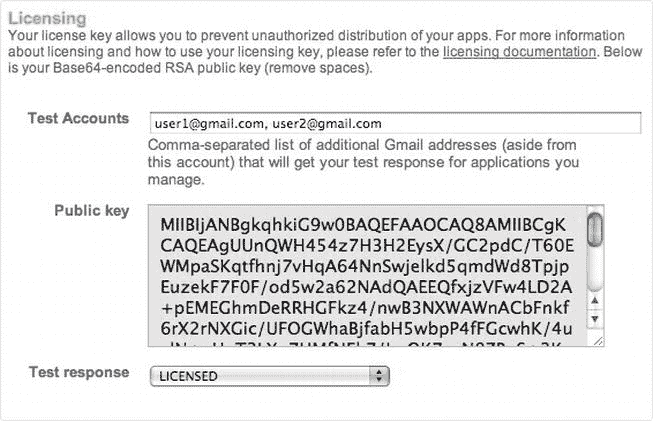 Licensing
Your license key allows you to prevent unauthorized distribution of your apps. For more information
about licensing and how to use your licensing key, please refer to the licensing documentation. Below
is your Base64-encoded RSA public key (remove spaces).
Test Accounts
user1@gmail.com, user2@gmail.com
Comma-separated list of additional Gmail addresses (aside from
this account) that will get your test response for applications you
manage.
Public key
MIIBIjANBgkqhkiG9w0BAQEFAAOCAQ8AMIIBCgK
CAQEAgUUnQWH454z7H3H2EysX/GC2pdC/T60E
WMpaSKqtfhnj7vHqA64NnSwjelkd5qmdWd8Tpjp
EuzekF7F0F/od5w2a62NAdQAEEQfxjzVFw4LD2A
+pEMEGhmDeRRHGFkz4/nwB3NXWAWnACbFnkf
6rX2rNXGic/UFOGWhaBjfabH5wbpP4fFGcwhK/4u
Test response
LICENSED